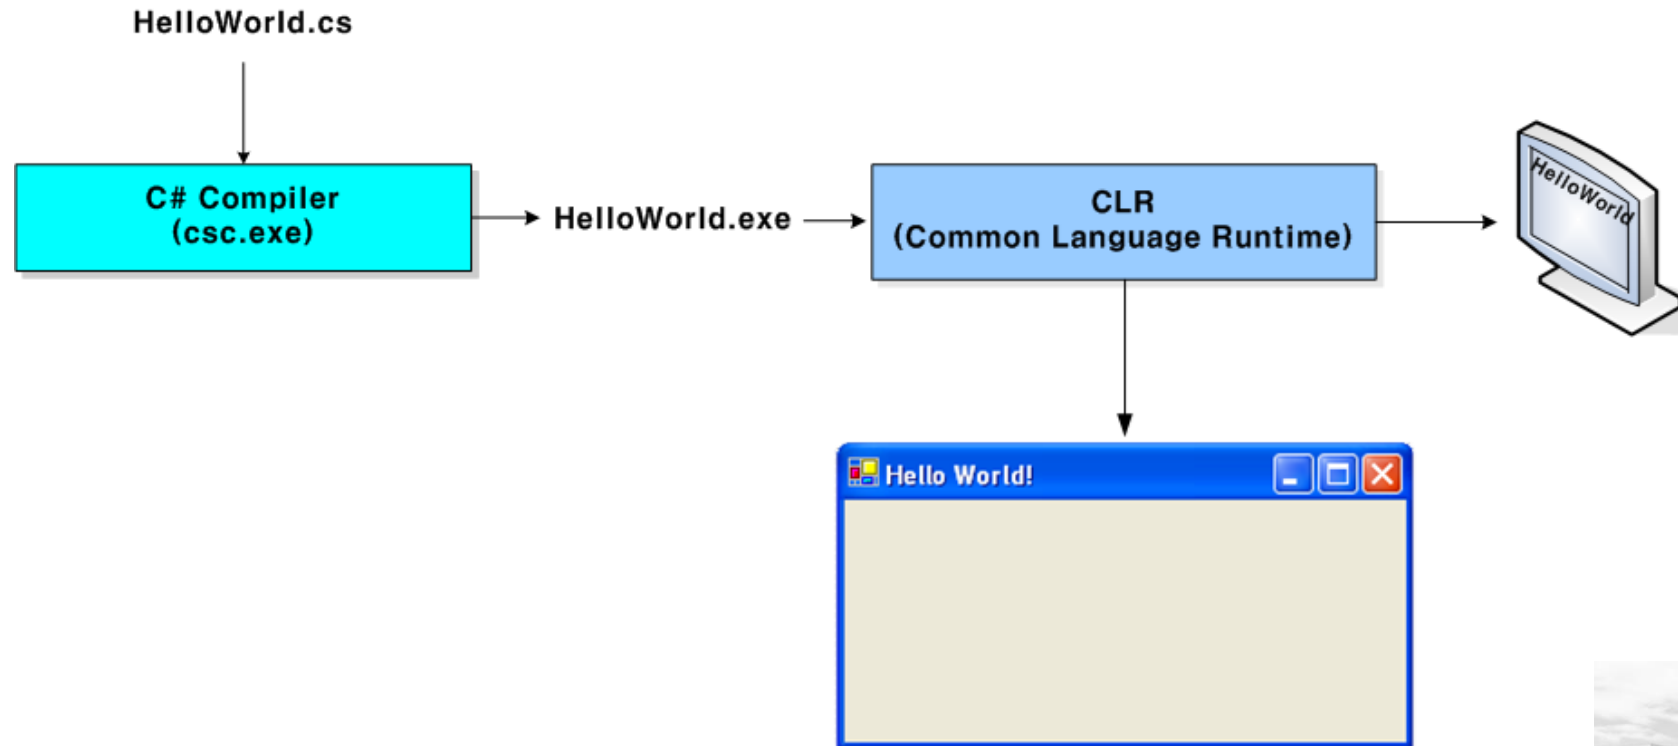 HelloWorld.cs
C# Compiler
(csc.exe)
HelloWorld.exe
CLR
(Common Language Runtime)
HelloWorld
Hello World!